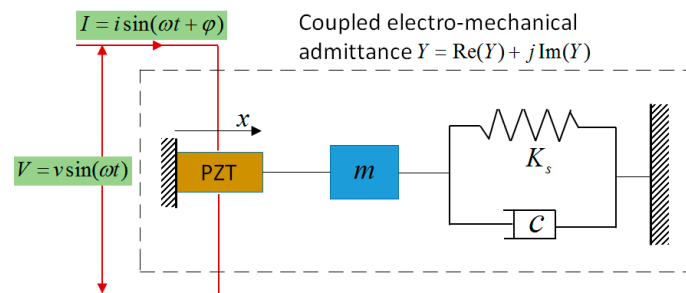 I = i sin(ωt + φ)
Coupled electro-mechanical
admittance Y = Re(Y) + j Im(Y)
x
V = v sin(ωt)
PZT
m
K_s
c